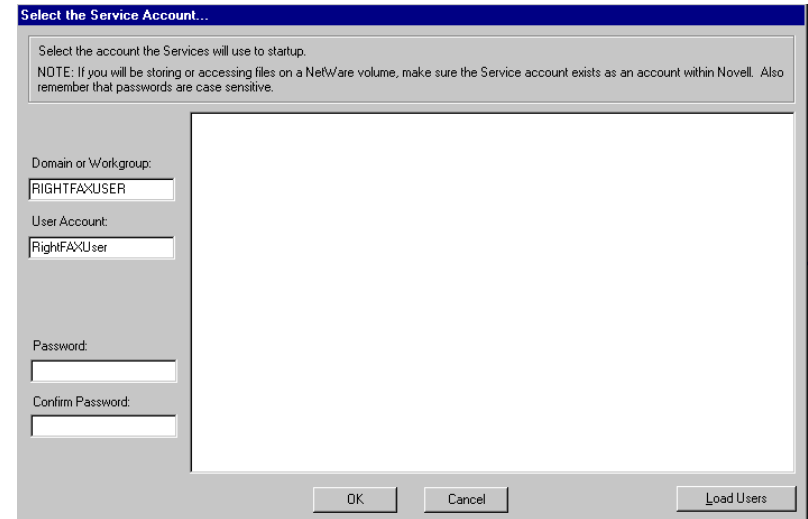 Select the Service Account...
Select the account the Services will use to startup.
NOTE: If you will be storing or accessing files on a NetWare volume, make sure the Service account exists as an account within Novell. Also
remember that passwords are case sensitive.
Domain or Workgroup:
RIGHTFAXUSER
User Account:
RightFAXUser
Password:
Confirm Password:
OK
Cancel
Load Users